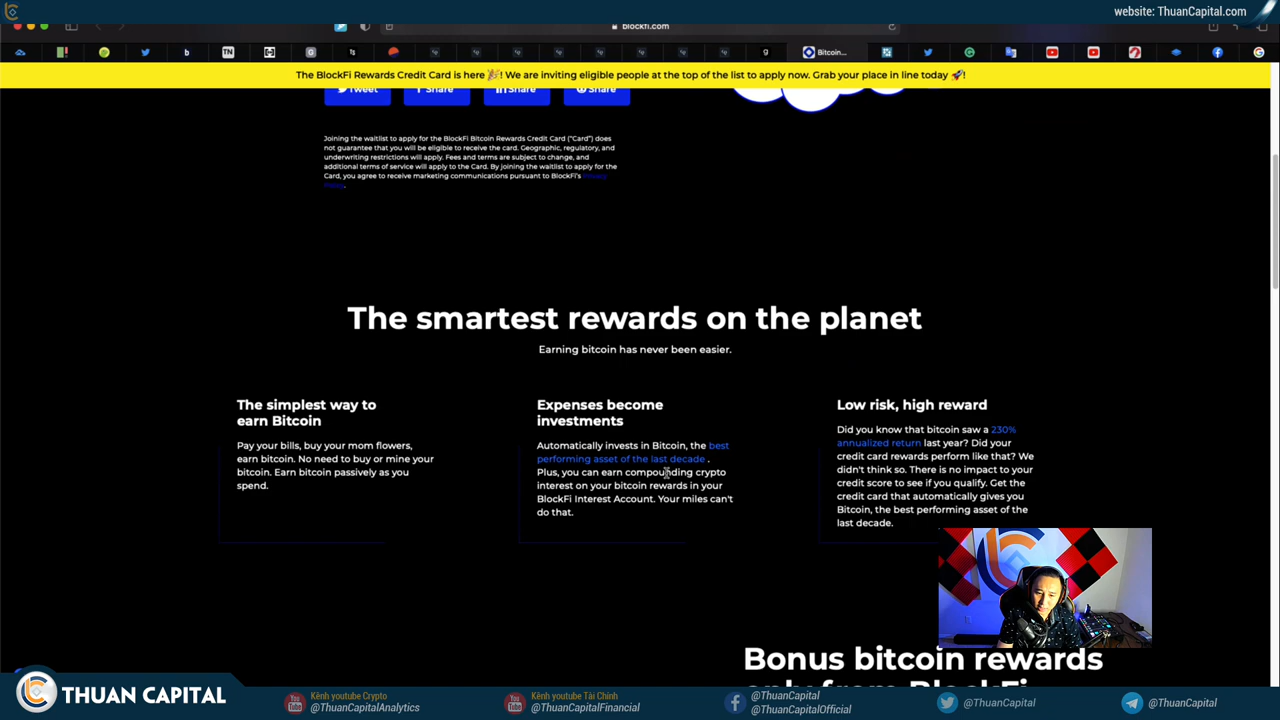 website: ThuanCapital.com
blockfi.com
Bitcoin...
The BlockFi Rewards Credit Card is here 🎉! We are inviting eligible people at the top of the list to apply now. Grab your place in line today 🚀!
Tweet
Share
Share
Share
Joining the waitlist to apply for the BlockFi Bitcoin Rewards Credit Card ("Card") does
not guarantee that you will be eligible to receive the card. Geographic, regulatory, and
underwriting restrictions will apply. Fees and terms are subject to change, and
additional terms of service will apply to the Card. By joining the waitlist to apply for the
Card, you agree to receive marketing communications pursuant to BlockFi's Privacy
Policy.
The smartest rewards on the planet
Earning bitcoin has never been easier.
The simplest way to
earn Bitcoin
Pay your bills, buy your mom flowers,
earn bitcoin. No need to buy or mine your
bitcoin. Earn bitcoin passively as you
spend.
Expenses become
investments
Automatically invests in Bitcoin, the best
performing asset of the last decade .
Plus, you can earn compounding crypto
interest on your bitcoin rewards in your
BlockFi Interest Account. Your miles can't
do that.
Low risk, high reward
Did you know that bitcoin saw a 230%
annualized return last year? Did your
credit card rewards perform like that? We
didn't think so. There is no impact to your
credit score to see if you qualify. Get the
credit card that automatically gives you
Bitcoin, the best performing asset of the
last decade.
Bonus bitcoin rewards
only from BlockFi
THUAN CAPITAL
Kênh youtube Crypto
@ThuanCapitalAnalytics
Kênh youtube Tài Chính
@ThuanCapitalFinancial
@ThuanCapital
@ThuanCapitalOfficial
@ThuanCapital
@ThuanCapital